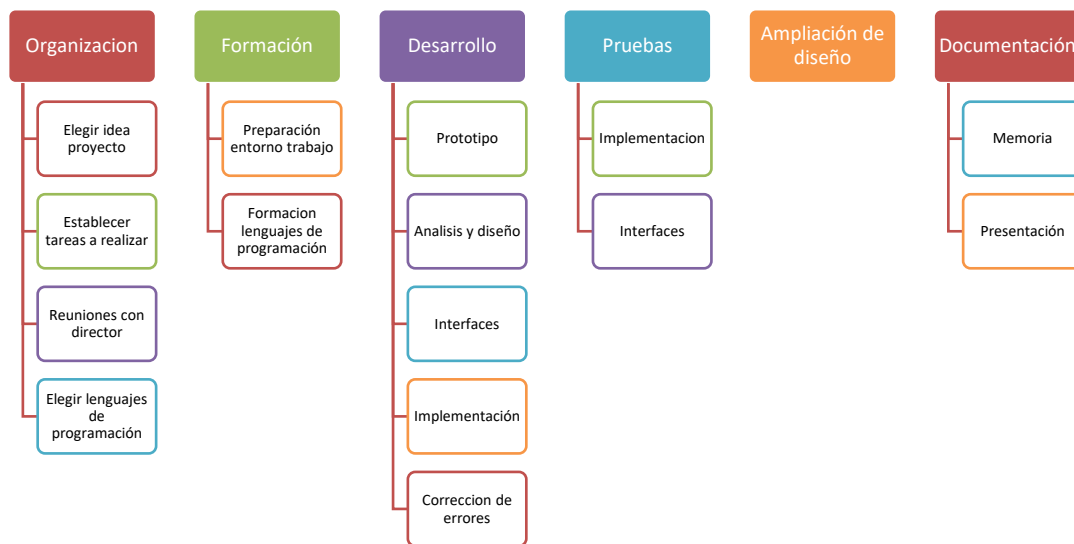 Organizacion
Elegir idea
proyecto
Establecer
tareas a realizar
Reuniones con
director
Elegir lenguajes
de
programación
Formación
Preparación
entorno trabajo
Formacion
lenguajes de
programación
Desarrollo
Prototipo
Analisis y diseño
Interfaces
Implementación
Correccion de
errores
Pruebas
Implementacion
Interfaces
Ampliación de
diseño
Documentación
Memoria
Presentación